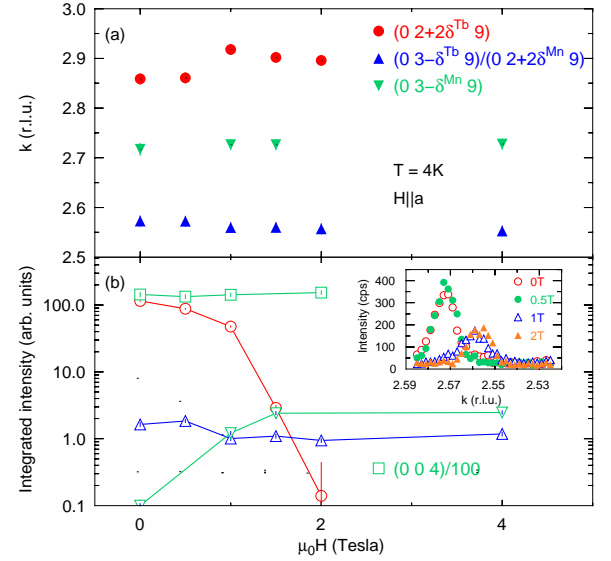 3.0
2.9
2.8
2.7
2.6
2.5
k (r.l.u.)
(a)
(0 2+2δ^Tb 9)
(0 3−δ^Tb 9)/(0 2+2δ^Mn 9)
(0 3−δ^Mn 9)
T = 4K
H||a
(b)
100.0
10.0
1.0
0.1
Integrated intensity (arb. units)
400
300
200
100
0
Intensity (cps)
0T
0.5T
1T
2T
2.59
2.57
2.55
2.53
k (r.l.u.)
(0 0 4)/100
0
2
4
μ0H (Tesla)